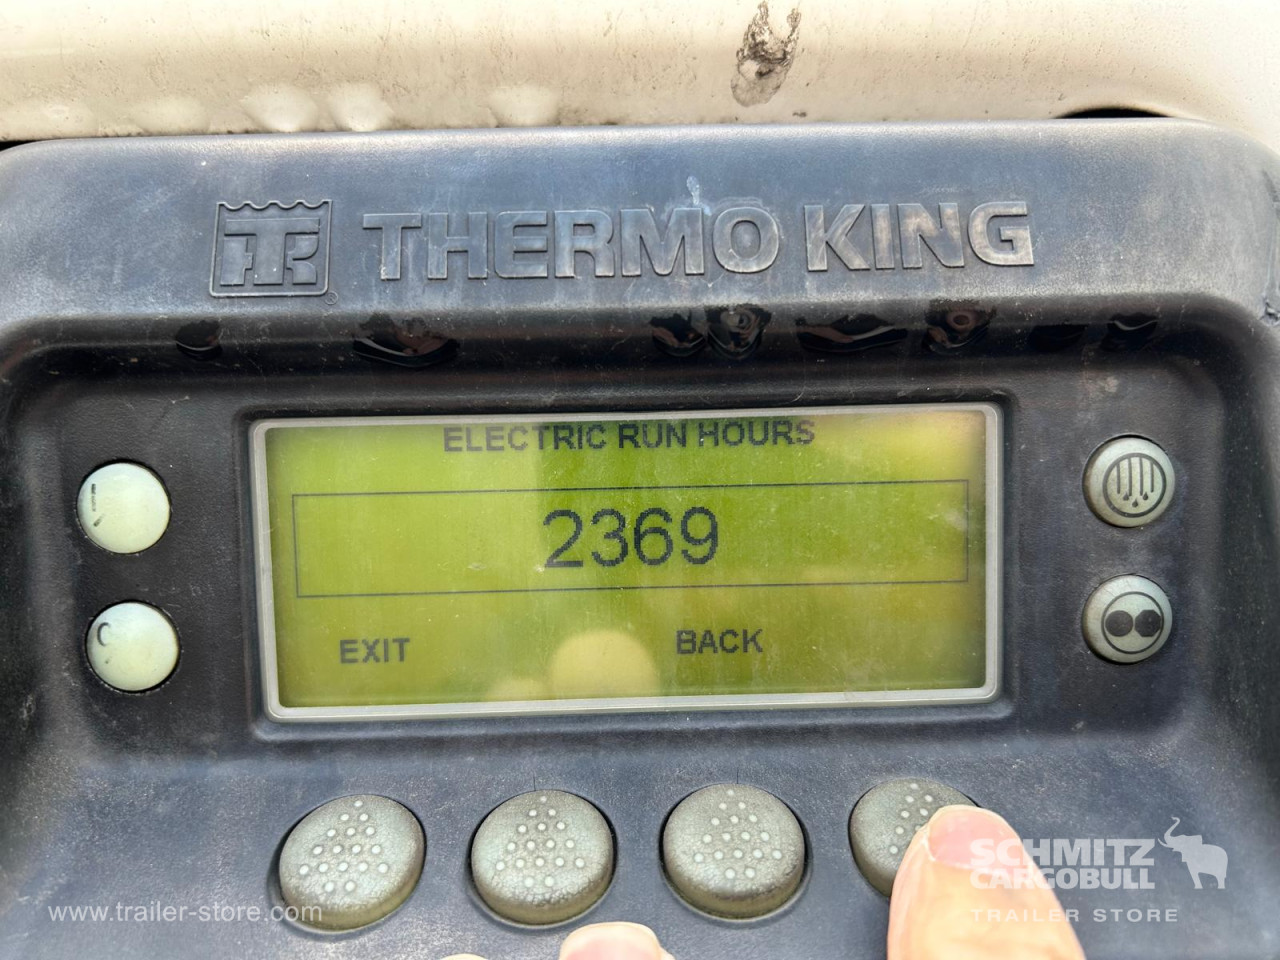 THERMO KING
ELECTRIC RUN HOURS
2369
EXIT BACK
SCHMITZ
CARGOBULL
TRAILER STORE
www.trailer-store.com